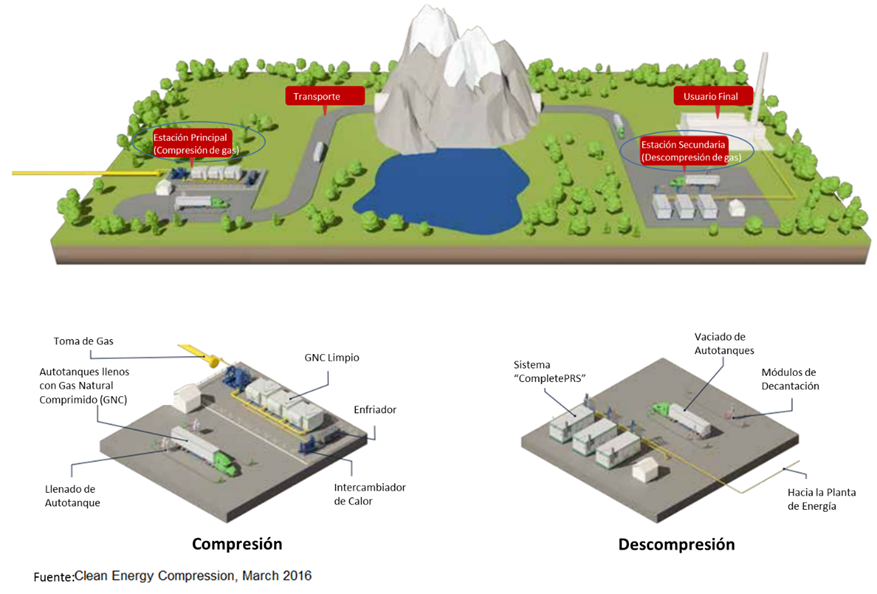 Transporte
Usuario Final
Estación Principal
(Compresión de gas)
Estación Secundaria
(Descompresión de gas)
Toma de Gas
GNC Limpio
Autotanques llenos
con Gas Natural
Comprimido (GNC)
Enfriador
Llenado de
Autotanque
Intercambiador
de Calor
Compresión
Vaciado de
Autotanques
Sistema
“CompletePRS”
Módulos de
Decantación
Hacia la Planta
de Energía
Descompresión
Fuente:Clean Energy Compression, March 2016